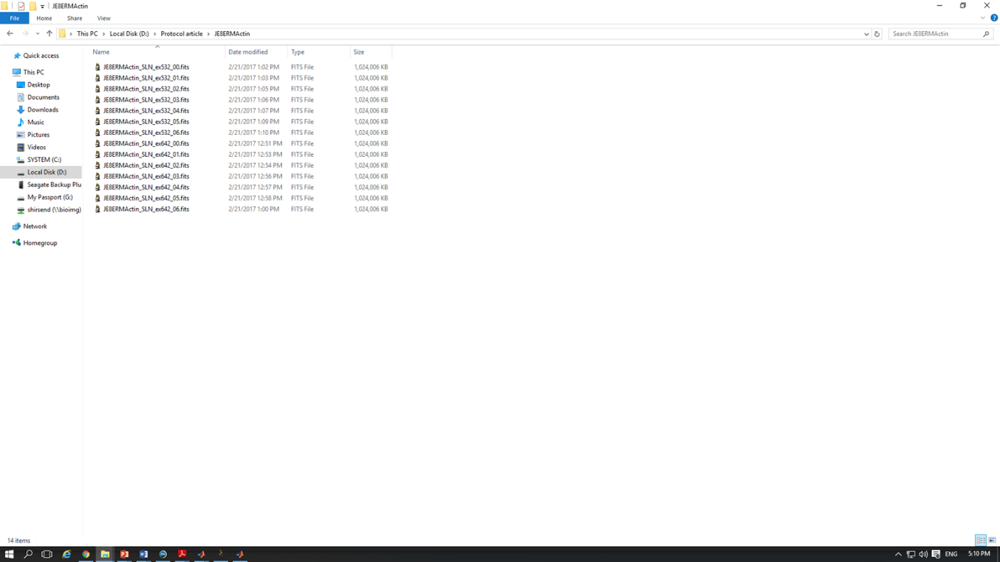 JE8ERMActin
File Home Share View
This PC Local Disk (D:) Protocol article JE8ERMActin Search JE8ERMActin
Name Date modified Type Size
Quick access
This PC
Desktop
Documents
Downloads
Music
Pictures
Videos
SYSTEM (C:)
Local Disk (D:)
Seagate Backup Plu
My Passport (G:)
shirsend (\\bioimg)
Network
Homegroup
JE8ERMActin_SLN_ex532_00.fits 2/21/2017 1:02 PM FITS File 1,024,006 KB
JE8ERMActin_SLN_ex532_01.fits 2/21/2017 1:03 PM FITS File 1,024,006 KB
JE8ERMActin_SLN_ex532_02.fits 2/21/2017 1:05 PM FITS File 1,024,006 KB
JE8ERMActin_SLN_ex532_03.fits 2/21/2017 1:06 PM FITS File 1,024,006 KB
JE8ERMActin_SLN_ex532_04.fits 2/21/2017 1:07 PM FITS File 1,024,006 KB
JE8ERMActin_SLN_ex532_05.fits 2/21/2017 1:09 PM FITS File 1,024,006 KB
JE8ERMActin_SLN_ex532_06.fits 2/21/2017 1:10 PM FITS File 1,024,006 KB
JE8ERMActin_SLN_ex642_00.fits 2/21/2017 12:51 PM FITS File 1,024,006 KB
JE8ERMActin_SLN_ex642_01.fits 2/21/2017 12:53 PM FITS File 1,024,006 KB
JE8ERMActin_SLN_ex642_02.fits 2/21/2017 12:54 PM FITS File 1,024,006 KB
JE8ERMActin_SLN_ex642_03.fits 2/21/2017 12:56 PM FITS File 1,024,006 KB
JE8ERMActin_SLN_ex642_04.fits 2/21/2017 12:57 PM FITS File 1,024,006 KB
JE8ERMActin_SLN_ex642_05.fits 2/21/2017 12:58 PM FITS File 1,024,006 KB
JE8ERMActin_SLN_ex642_06.fits 2/21/2017 1:00 PM FITS File 1,024,006 KB
14 items
ENG 5:10 PM